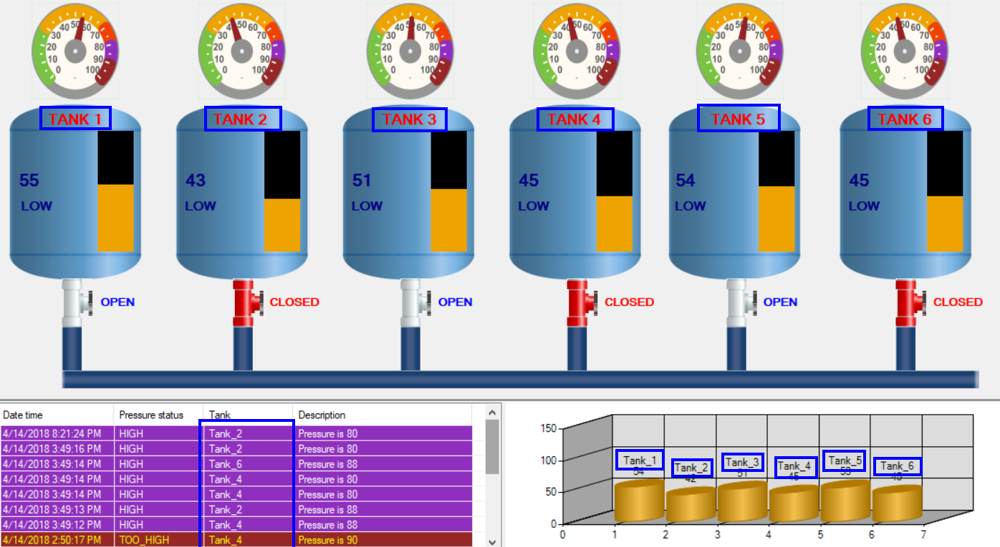 0 10 20 30 40 50 60 70 80 90 100
0 10 20 30 40 50 60 70 80 90 100
0 10 20 30 40 50 60 70 80 90 100
0 10 20 30 40 50 60 70 80 90 100
0 10 20 30 40 50 60 70 80 90 100
0 10 20 30 40 50 60 70 80 90 100
TANK 1 TANK 2 TANK 3 TANK 4 TANK 5 TANK 6
55 43 51 45 54 45
LOW LOW LOW LOW LOW LOW
OPEN CLOSED OPEN CLOSED OPEN CLOSED
Date time Pressure status Tank Description
4/14/2018 8:21:24 PM HIGH Tank_2 Pressure is 80
4/14/2018 3:49:16 PM HIGH Tank_2 Pressure is 80
4/14/2018 3:49:16 PM HIGH Tank_6 Pressure is 88
4/14/2018 3:49:14 PM HIGH Tank_4 Pressure is 80
4/14/2018 3:49:14 PM HIGH Tank_4 Pressure is 80
4/14/2018 3:49:13 PM HIGH Tank_2 Pressure is 88
4/14/2018 3:49:12 PM HIGH Tank_4 Pressure is 88
4/14/2018 2:50:17 PM TOO_HIGH Tank_4 Pressure is 90
150
100
50
0
Tank_1 Tank_2 Tank_3 Tank_4 Tank_5 Tank_6
54 42 51 45 53 45
0 1 2 3 4 5 6 7